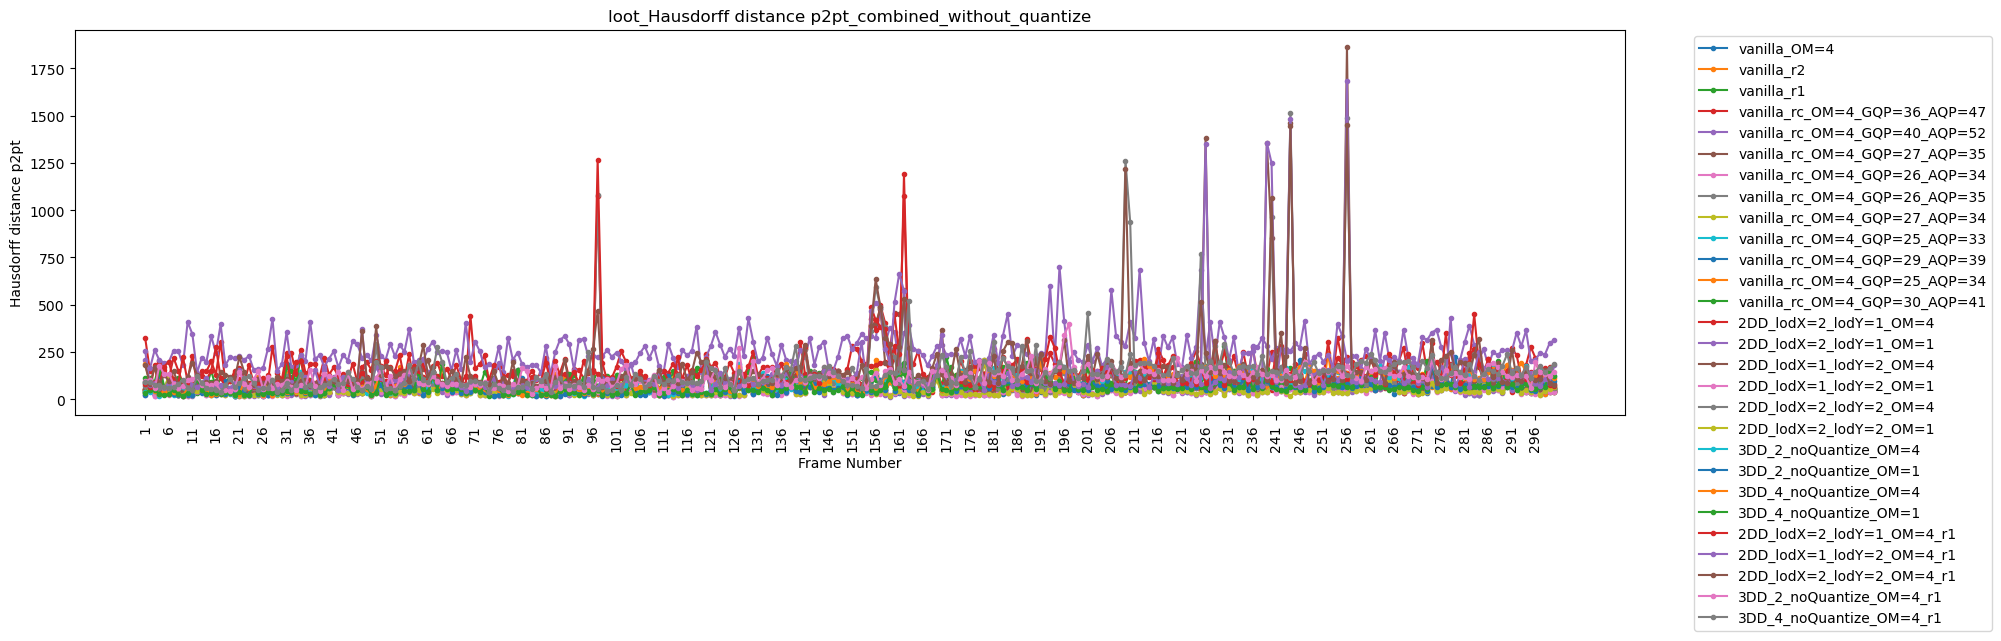 loot_Hausdorff distance p2pt_combined_without_quantize
Hausdorff distance p2pt
1750
1500
1250
1000
750
500
250
0
1 6 11 16 21 26 31 36 41 46 51 56 61 66 71 76 81 86 91 96 101 106 111 116 121 126 131 136 141 146 151 156 161 166 171 176 181 186 191 196 201 206 211 216 221 226 231 236 241 246 251 256 261 266 271 276 281 286 291 296
Frame Number
vanilla_OM=4
vanilla_r2
vanilla_r1
vanilla_rc_OM=4_GQP=36_AQP=47
vanilla_rc_OM=4_GQP=40_AQP=52
vanilla_rc_OM=4_GQP=27_AQP=35
vanilla_rc_OM=4_GQP=26_AQP=34
vanilla_rc_OM=4_GQP=26_AQP=35
vanilla_rc_OM=4_GQP=27_AQP=34
vanilla_rc_OM=4_GQP=25_AQP=33
vanilla_rc_OM=4_GQP=29_AQP=39
vanilla_rc_OM=4_GQP=25_AQP=34
vanilla_rc_OM=4_GQP=30_AQP=41
2DD_lodX=2_lodY=1_OM=4
2DD_lodX=2_lodY=1_OM=1
2DD_lodX=1_lodY=2_OM=4
2DD_lodX=1_lodY=2_OM=1
2DD_lodX=2_lodY=2_OM=4
2DD_lodX=2_lodY=2_OM=1
3DD_2_noQuantize_OM=4
3DD_2_noQuantize_OM=1
3DD_4_noQuantize_OM=4
3DD_4_noQuantize_OM=1
2DD_lodX=2_lodY=1_OM=4_r1
2DD_lodX=1_lodY=2_OM=4_r1
2DD_lodX=2_lodY=2_OM=4_r1
3DD_2_noQuantize_OM=4_r1
3DD_4_noQuantize_OM=4_r1